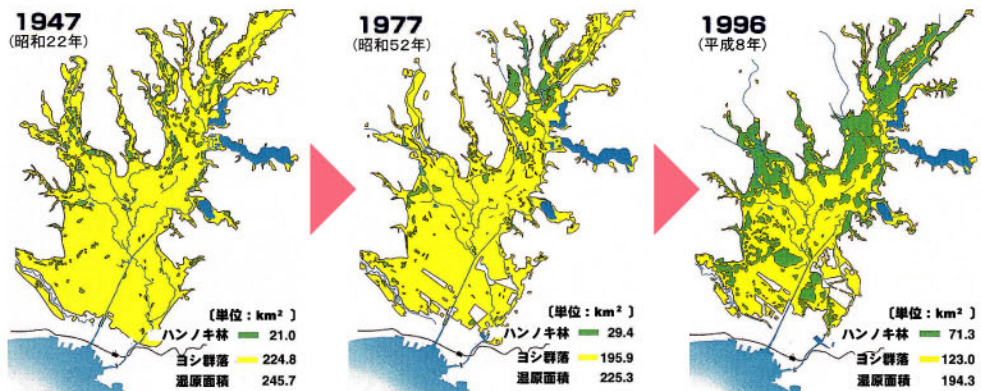 1947
(昭和22年)
〔単位：km²〕
ハンノキ林 21.0
ヨシ群落 224.8
湿原面積 245.7
1977
(昭和52年)
〔単位：km²〕
ハンノキ林 29.4
ヨシ群落 195.9
湿原面積 225.3
1996
(平成8年)
〔単位：km²〕
ハンノキ林 71.3
ヨシ群落 123.0
湿原面積 194.3